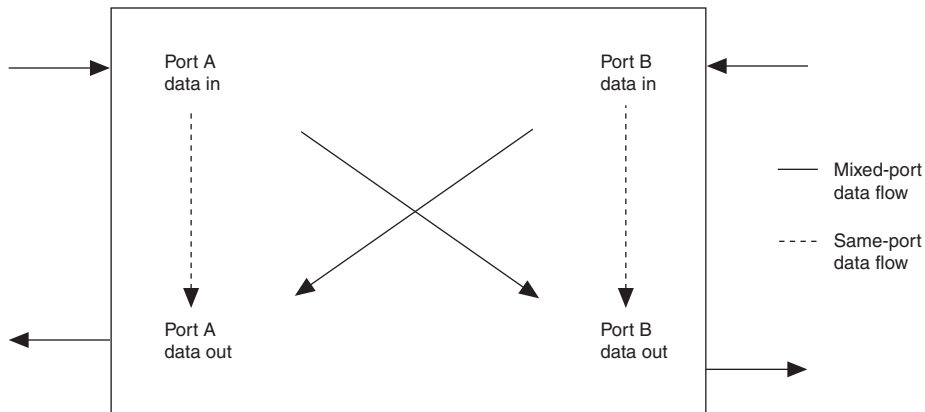 Port A
data in
Port B
data in
Mixed-port
data flow
Same-port
data flow
Port A
data out
Port B
data out